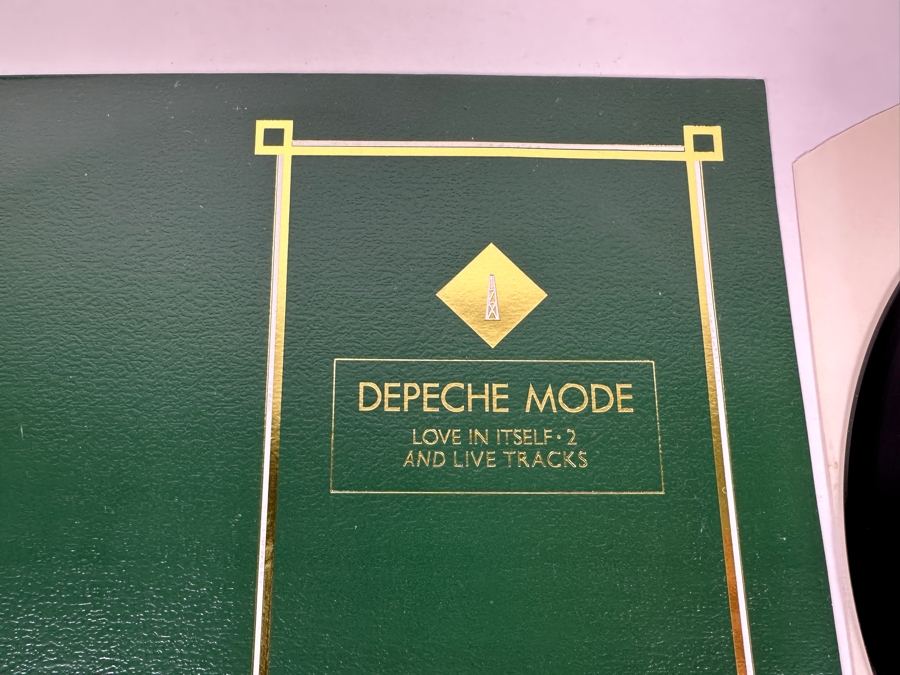 DEPECHE MODE
LOVE IN ITSELF · 2
AND LIVE TRACKS